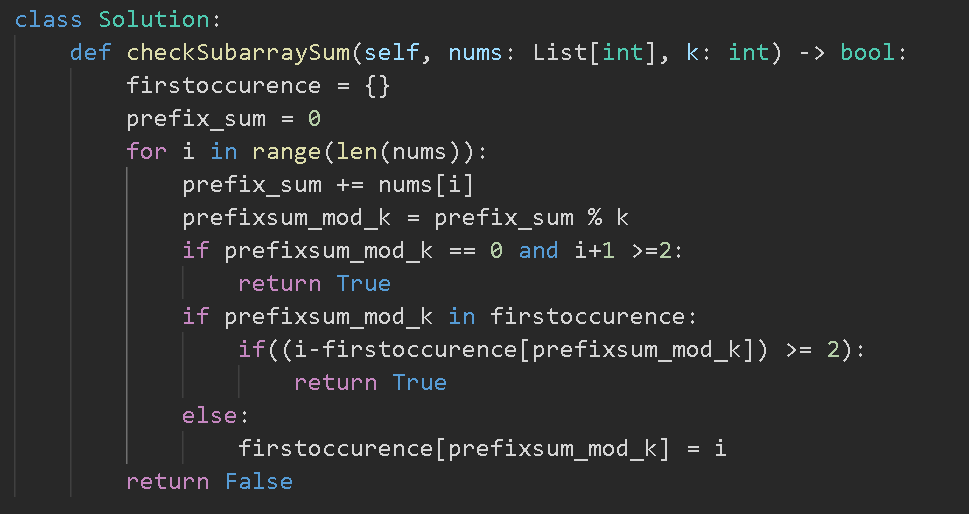 class Solution:
    def checkSubarraySum(self, nums: List[int], k: int) -> bool:
        firstoccurence = {}
        prefix_sum = 0
        for i in range(len(nums)):
            prefix_sum += nums[i]
            prefixsum_mod_k = prefix_sum % k
            if prefixsum_mod_k == 0 and i+1 >=2:
                return True
            if prefixsum_mod_k in firstoccurence:
                if((i-firstoccurence[prefixsum_mod_k]) >= 2):
                    return True
            else:
                firstoccurence[prefixsum_mod_k] = i
        return False